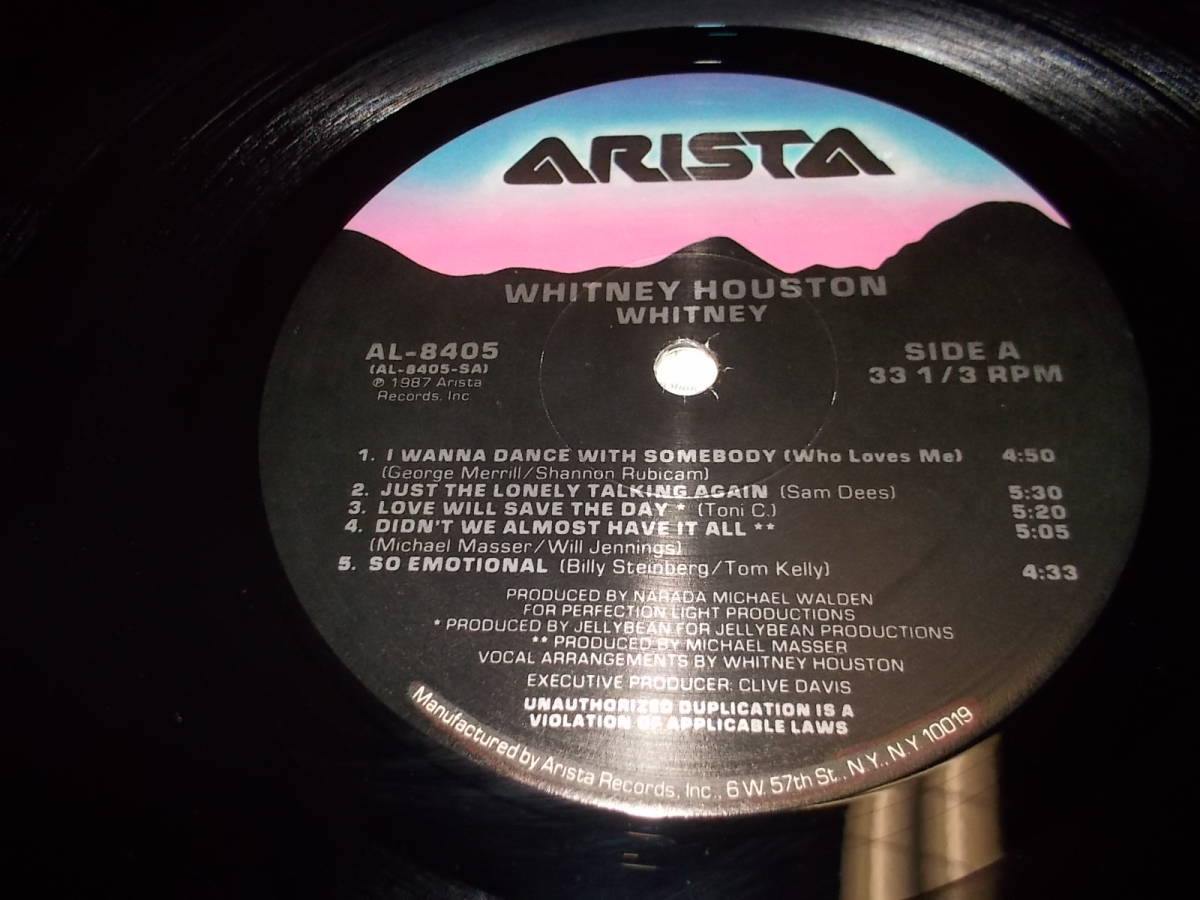 ARISTA
WHITNEY HOUSTON
WHITNEY
AL-8405
(AL-8405-SA)
℗ 1987 Arista
Records, Inc
SIDE A
33 1/3 RPM
1. I WANNA DANCE WITH SOMEBODY (Who Loves Me) 4:50
(George Merrill/Shannon Rubicam)
2. JUST THE LONELY TALKING AGAIN (Sam Dees) 5:30
3. LOVE WILL SAVE THE DAY * (Toni C.) 5:20
4. DIDN'T WE ALMOST HAVE IT ALL ** 5:05
(Michael Masser/Will Jennings)
5. SO EMOTIONAL (Billy Steinberg/Tom Kelly) 4:33
PRODUCED BY NARADA MICHAEL WALDEN
FOR PERFECTION LIGHT PRODUCTIONS
* PRODUCED BY JELLYBEAN FOR JELLYBEAN PRODUCTIONS
** PRODUCED BY MICHAEL MASSER
VOCAL ARRANGEMENTS BY WHITNEY HOUSTON
EXECUTIVE PRODUCER: CLIVE DAVIS
UNAUTHORIZED DUPLICATION IS A
VIOLATION OF APPLICABLE LAWS
Manufactured by Arista Records, Inc., 6 W. 57th St., N.Y., N.Y 10019